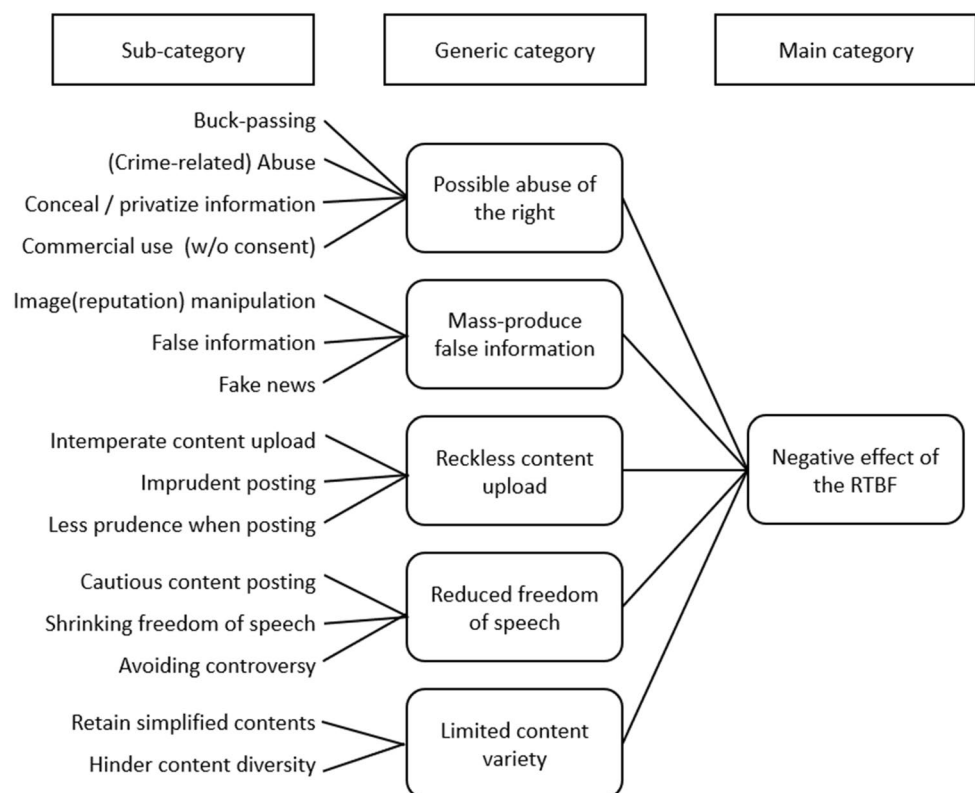 Sub-category
Generic category
Main category
Buck-passing
(Crime-related) Abuse
Conceal / privatize information
Commercial use (w/o consent)
Possible abuse of
the right
Image(reputation) manipulation
False information
Fake news
Mass-produce
false information
Intemperate content upload
Imprudent posting
Less prudence when posting
Reckless content
upload
Cautious content posting
Shrinking freedom of speech
Avoiding controversy
Reduced freedom
of speech
Retain simplified contents
Hinder content diversity
Limited content
variety
Negative effect of
the RTBF